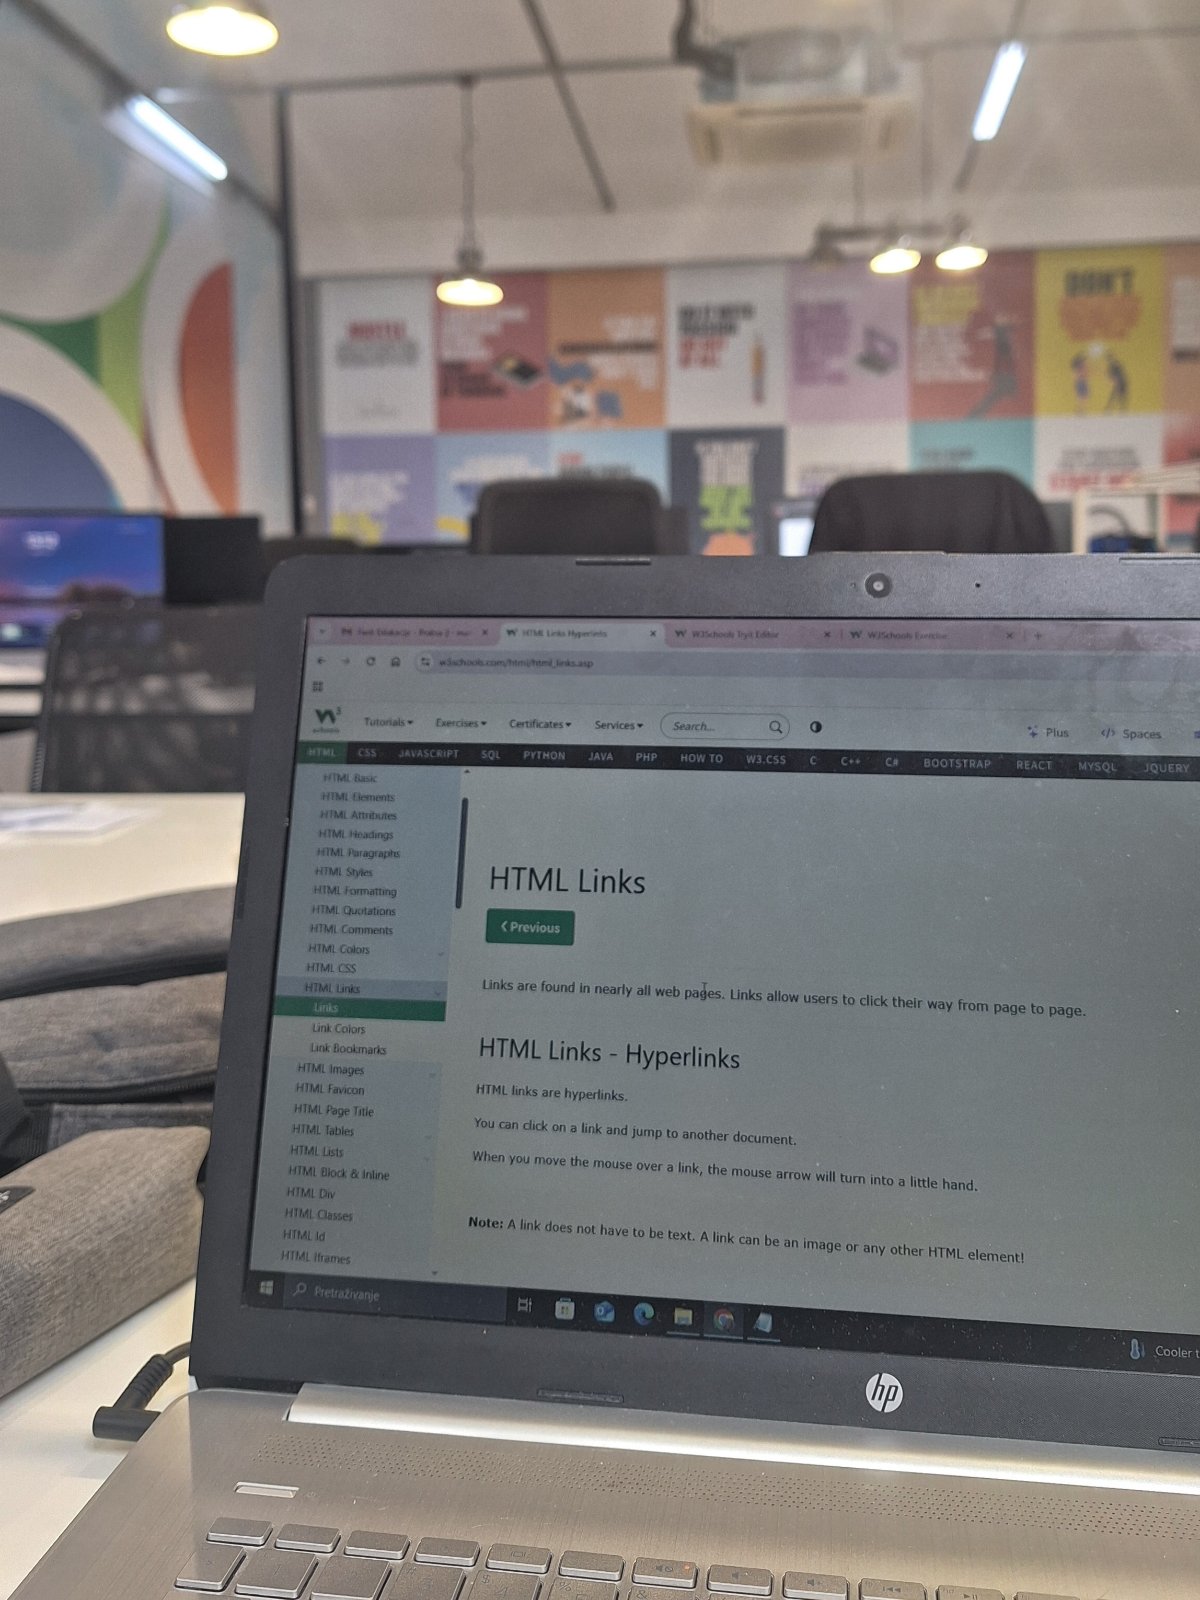 DON'T
HTML Links Hyperlinks
W3Schools Tryit Editor
W3Schools Exercise
w3schools.com/html/html_links.asp
Tutorials
Exercises
Certificates
Services
Search...
Plus
Spaces
HTML
CSS
JAVASCRIPT
SQL
PYTHON
JAVA
PHP
HOW TO
W3.CSS
C
C++
C#
BOOTSTRAP
REACT
MYSQL
JQUERY
HTML Basic
HTML Elements
HTML Attributes
HTML Headings
HTML Paragraphs
HTML Styles
HTML Formatting
HTML Quotations
HTML Comments
HTML Colors
HTML CSS
HTML Links
Links
Link Colors
Link Bookmarks
HTML Images
HTML Favicon
HTML Page Title
HTML Tables
HTML Lists
HTML Block & Inline
HTML Div
HTML Classes
HTML Id
HTML Iframes
HTML Links
Previous
Links are found in nearly all web pages. Links allow users to click their way from page to page.
HTML Links - Hyperlinks
HTML links are hyperlinks.
You can click on a link and jump to another document.
When you move the mouse over a link, the mouse arrow will turn into a little hand.
Note: A link does not have to be text. A link can be an image or any other HTML element!
Pretraživanje
Cooler t
hp